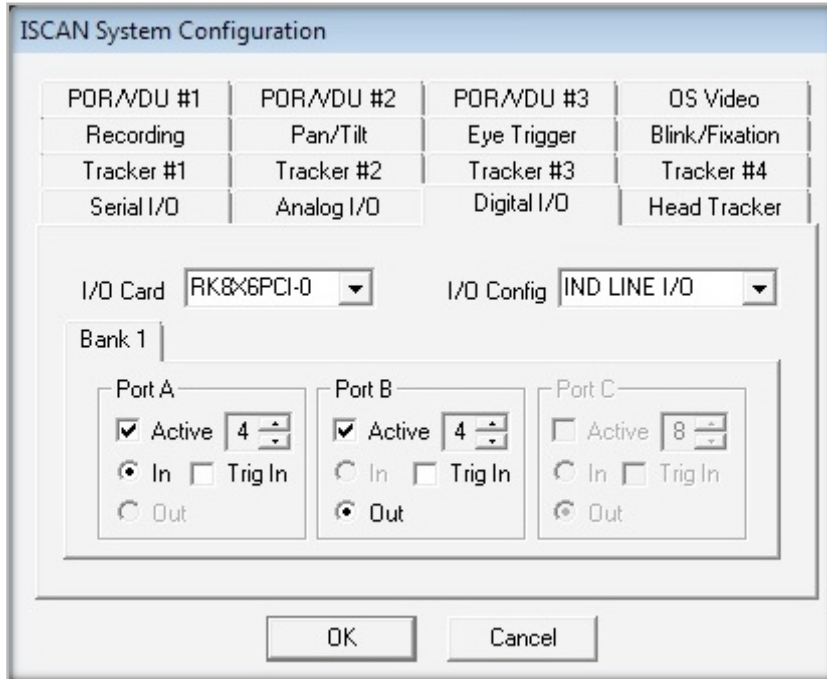 ISCAN System Configuration
POR/VDU #1 POR/VDU #2 POR/VDU #3 OS Video
Recording Pan/Tilt Eye Trigger Blink/Fixation
Tracker #1 Tracker #2 Tracker #3 Tracker #4
Serial I/O Analog I/O Digital I/O Head Tracker
I/O Card RK8X6PCI-0 I/O Config IND LINE I/O
Bank 1
Port A Port B Port C
Active 4 Active 4 Active 8
In Trig In In Trig In In Trig In
Out Out Out
OK Cancel